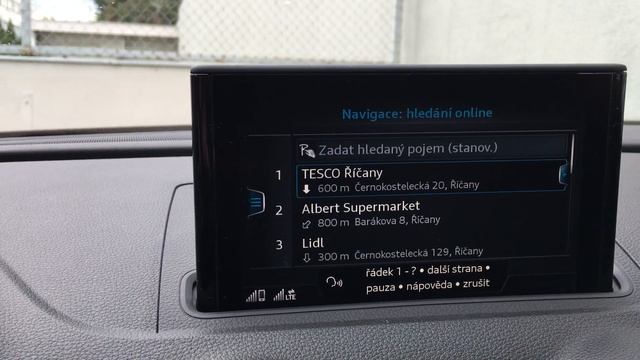 Navigace: hledání online
Zadat hledaný pojem (stanov.)
1 TESCO Říčany
600 m Černokostelecká 20, Říčany
2 Albert Supermarket
800 m Barákova 8, Říčany
3 Lidl
300 m Černokostelecká 129, Říčany
řádek 1 - ? • další strana •
pauza • nápověda • zrušit
LTE